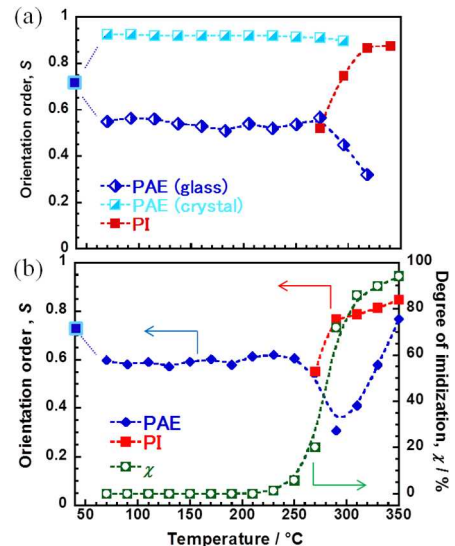 (a)
Orientation order, S
1
0.8
0.6
0.4
0.2
0
PAE (glass)
PAE (crystal)
PI
(b)
Orientation order , S
1
0.8
0.6
0.4
0.2
0
PAE
PI
χ
100
80
60
40
20
0
Degree of imidization, χ / %
50 100 150 200 250 300 350
Temperature / °C